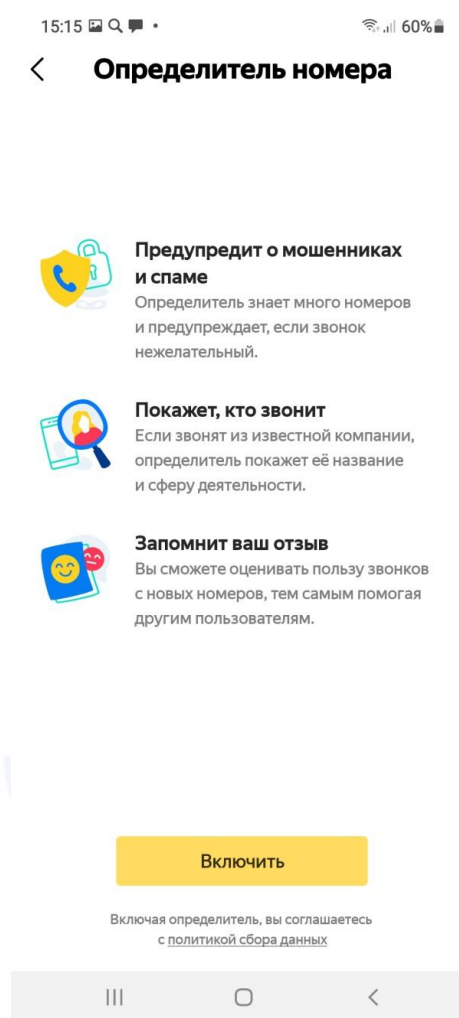 15:15
60%
Определитель номера
Предупредит о мошенниках
и спаме
Определитель знает много номеров
и предупреждает, если звонок
нежелательный.
Покажет, кто звонит
Если звонят из известной компании,
определитель покажет её название
и сферу деятельности.
Запомнит ваш отзыв
Вы сможете оценивать пользу звонков
с новых номеров, тем самым помогая
другим пользователям.
Включить
Включая определитель, вы соглашаетесь
с политикой сбора данных